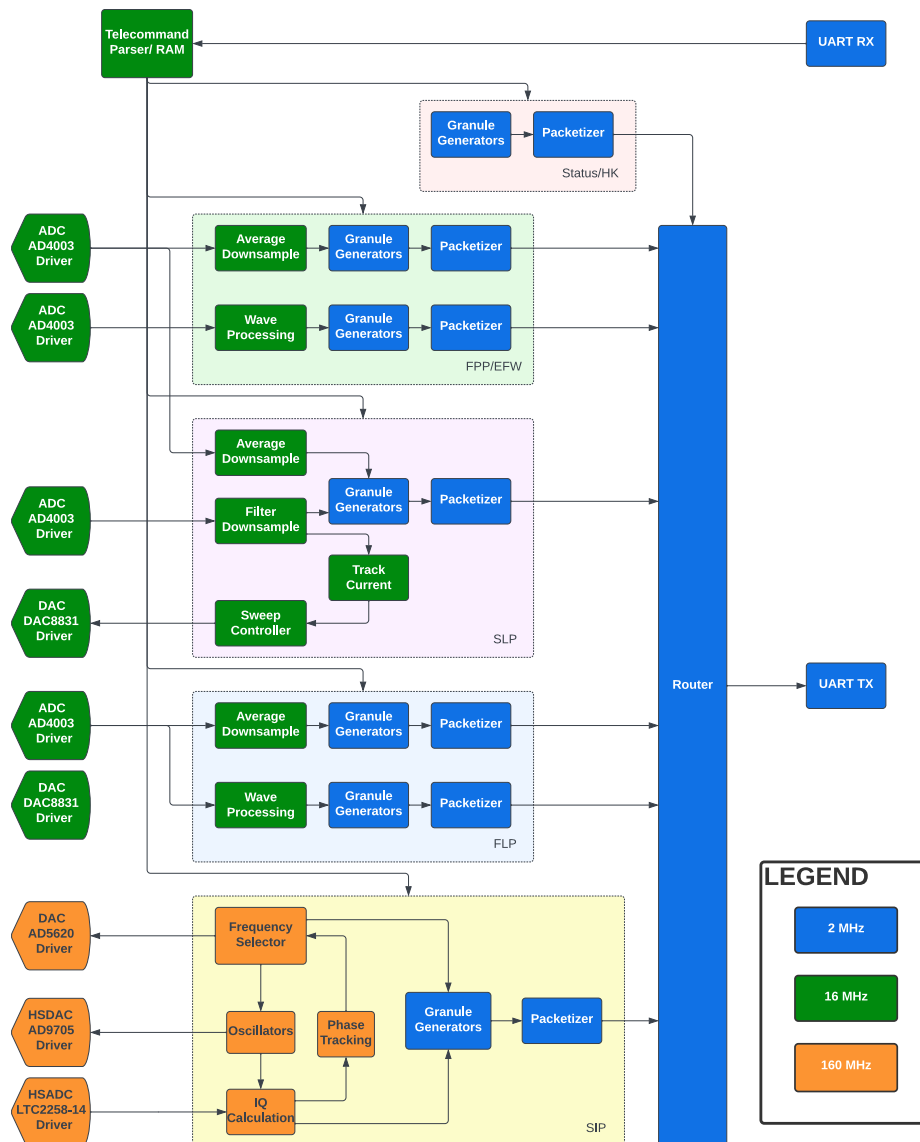 Telecommand
Parser/ RAM
UART RX
Granule
Generators
Packetizer
Status/HK
ADC
AD4003
Driver
Average
Downsample
Granule
Generators
Packetizer
ADC
AD4003
Driver
Wave
Processing
Granule
Generators
Packetizer
FPP/EFW
Average
Downsample
ADC
AD4003
Driver
Filter
Downsample
Granule
Generators
Packetizer
Track
Current
DAC
DAC8831
Driver
Sweep
Controller
SLP
Router
UART TX
ADC
AD4003
Driver
Average
Downsample
Granule
Generators
Packetizer
DAC
DAC8831
Driver
Wave
Processing
Granule
Generators
Packetizer
FLP
DAC
AD5620
Driver
Frequency
Selector
HSDAC
AD9705
Driver
Oscillators
Phase
Tracking
Granule
Generators
Packetizer
HSADC
LTC2258-14
Driver
IQ
Calculation
SIP
LEGEND
2 MHz
16 MHz
160 MHz